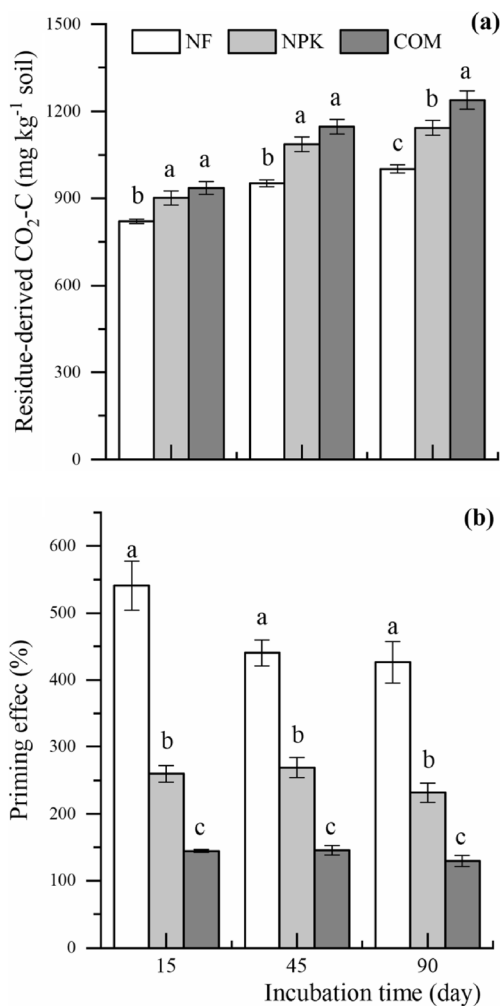 (a)
NF NPK COM
1500
1200
900
600
300
0
Residue-derived CO₂-C (mg kg⁻¹ soil)
b a a
b a a
c b a
(b)
600
500
400
300
200
100
0
Priming effec (%)
a b c
a b c
a b c
15 45 90
Incubation time (day)